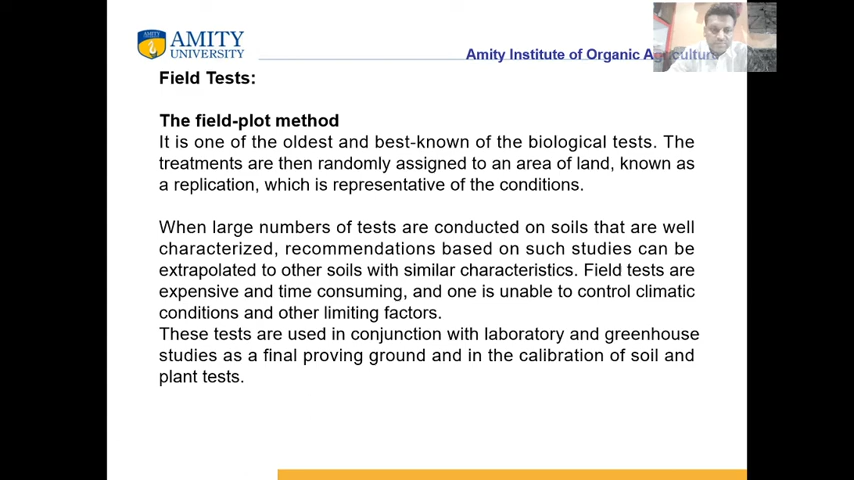 AMITY
AMITY
UNIVERSITY
Amity Institute of Organic Agricultur
Field Tests:
The field-plot method
It is one of the oldest and best-known of the biological tests. The
treatments are then randomly assigned to an area of land, known as
a replication, which is representative of the conditions.
When large numbers of tests are conducted on soils that are well
characterized, recommendations based on such studies can be
extrapolated to other soils with similar characteristics. Field tests are
expensive and time consuming, and one is unable to control climatic
conditions and other limiting factors.
These tests are used in conjunction with laboratory and greenhouse
studies as a final proving ground and in the calibration of soil and
plant tests.